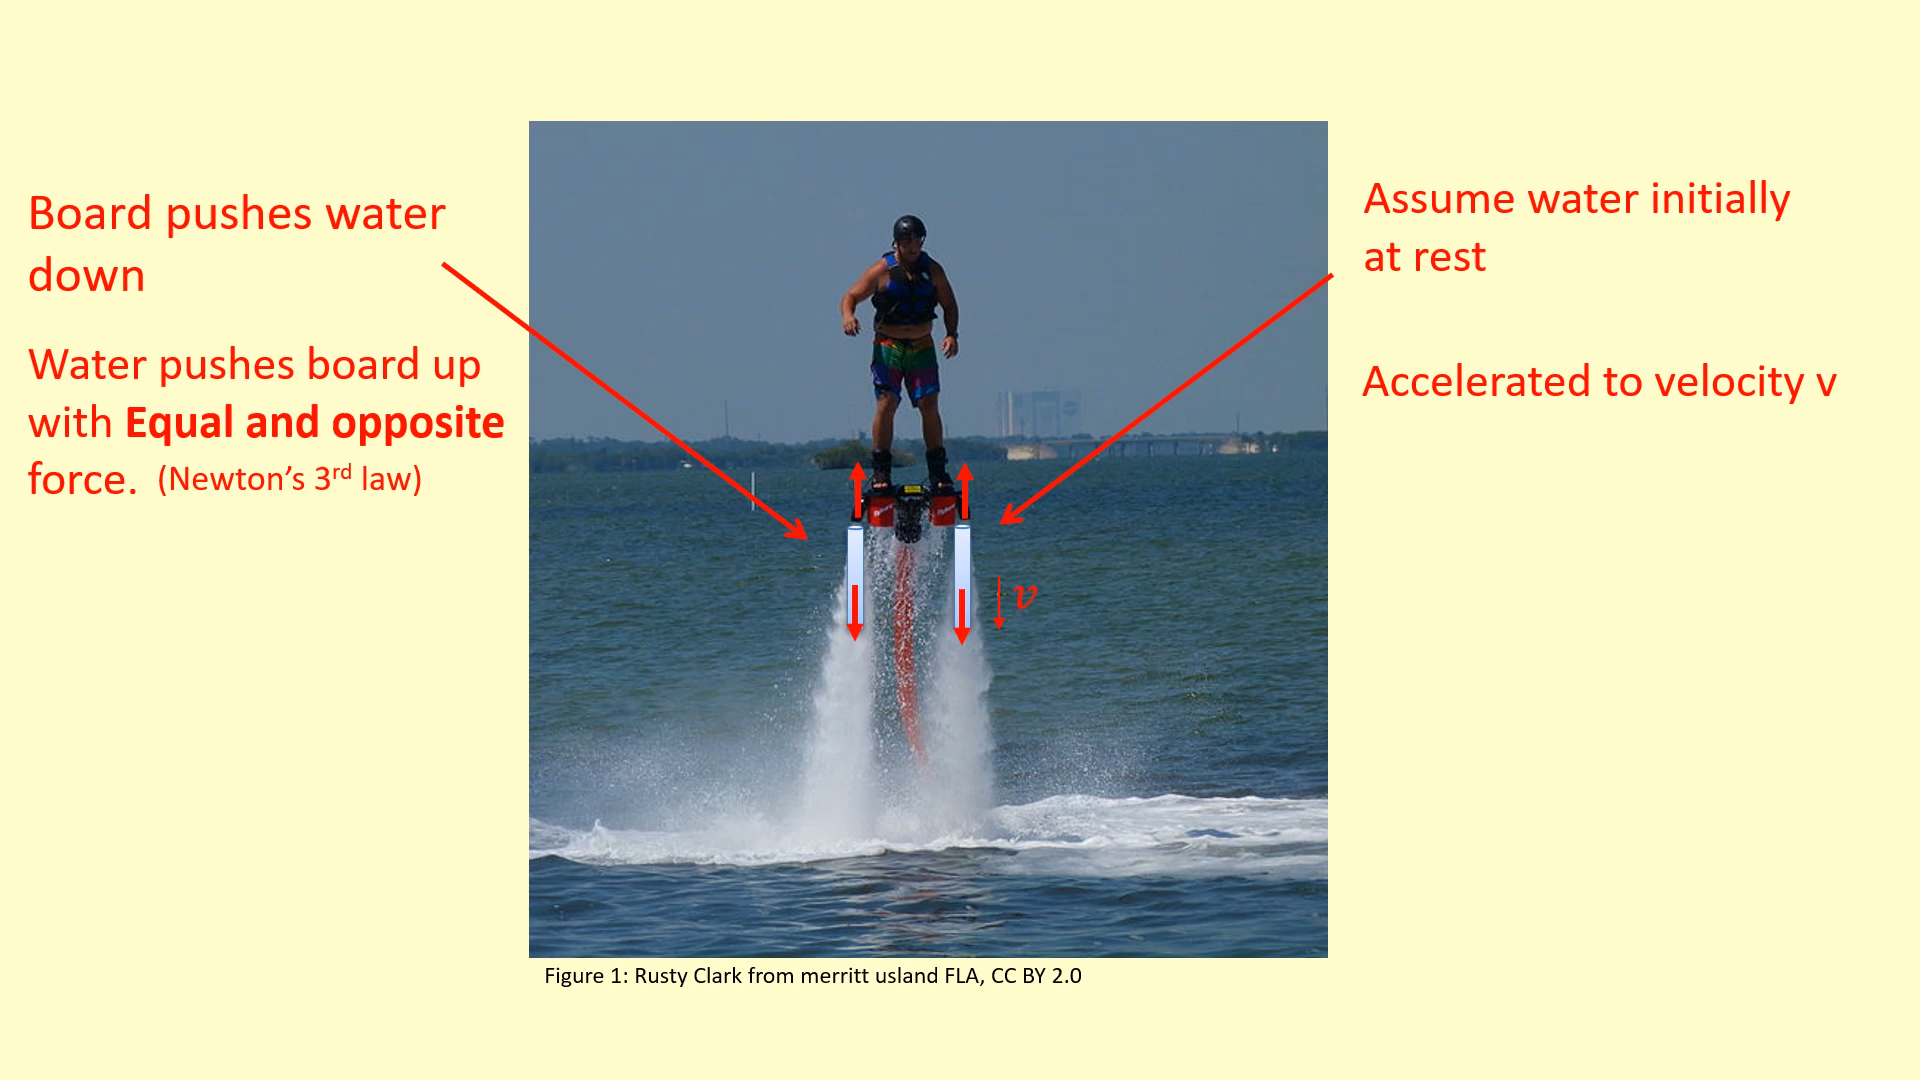 Board pushes water
down
Water pushes board up
with Equal and opposite
force. (Newton's 3rd law)
Assume water initially
at rest
Accelerated to velocity v
v
Figure 1: Rusty Clark from merritt usland FLA, CC BY 2.0